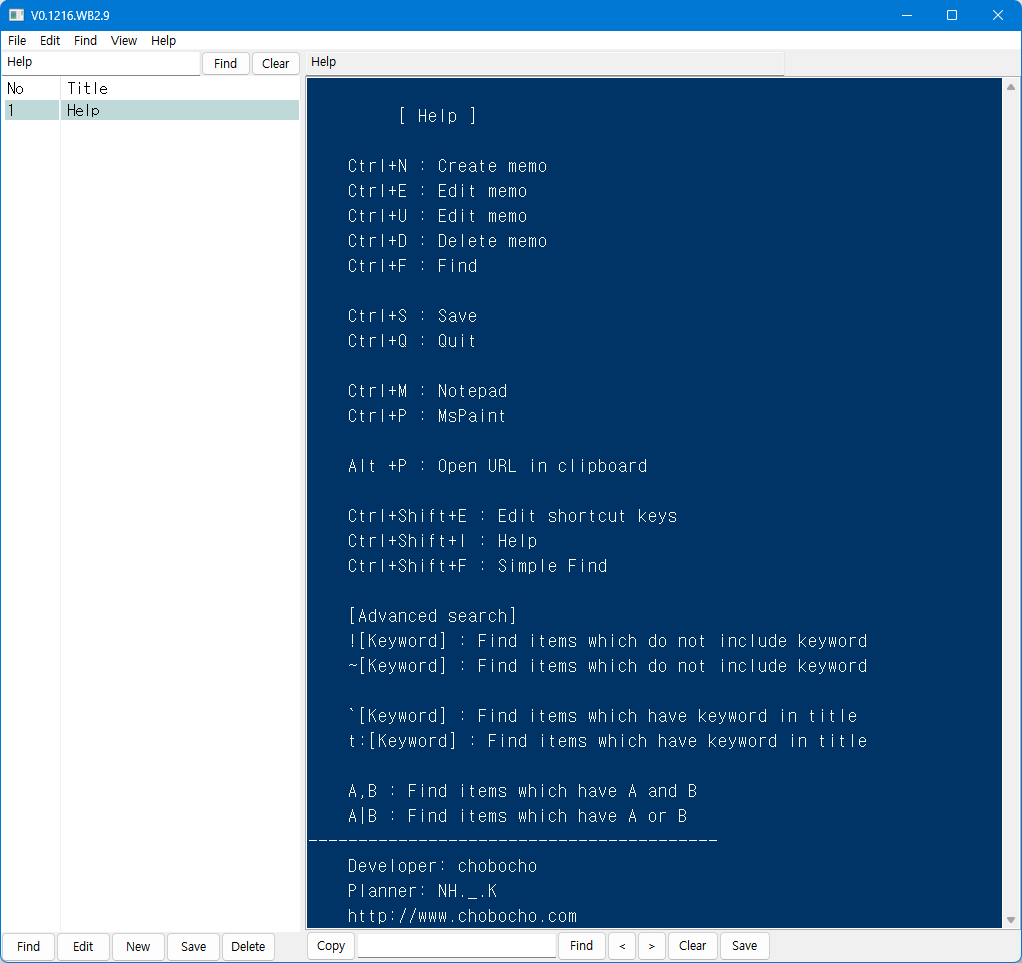 V0.1216.WB2.9
File Edit Find View Help
Help Find Clear Help
No Title
1 Help
[ Help ]
Ctrl+N : Create memo
Ctrl+E : Edit memo
Ctrl+U : Edit memo
Ctrl+D : Delete memo
Ctrl+F : Find
Ctrl+S : Save
Ctrl+Q : Quit
Ctrl+M : Notepad
Ctrl+P : MsPaint
Alt +P : Open URL in clipboard
Ctrl+Shift+E : Edit shortcut keys
Ctrl+Shift+I : Help
Ctrl+Shift+F : Simple Find
[Advanced search]
![Keyword] : Find items which do not include keyword
~[Keyword] : Find items which do not include keyword
`[Keyword] : Find items which have keyword in title
t:[Keyword] : Find items which have keyword in title
A,B : Find items which have A and B
A|B : Find items which have A or B
-----------------------------------------
Developer: chobocho
Planner: NH._.K
http://www.chobocho.com
Find Edit New Save Delete Copy Find < > Clear Save